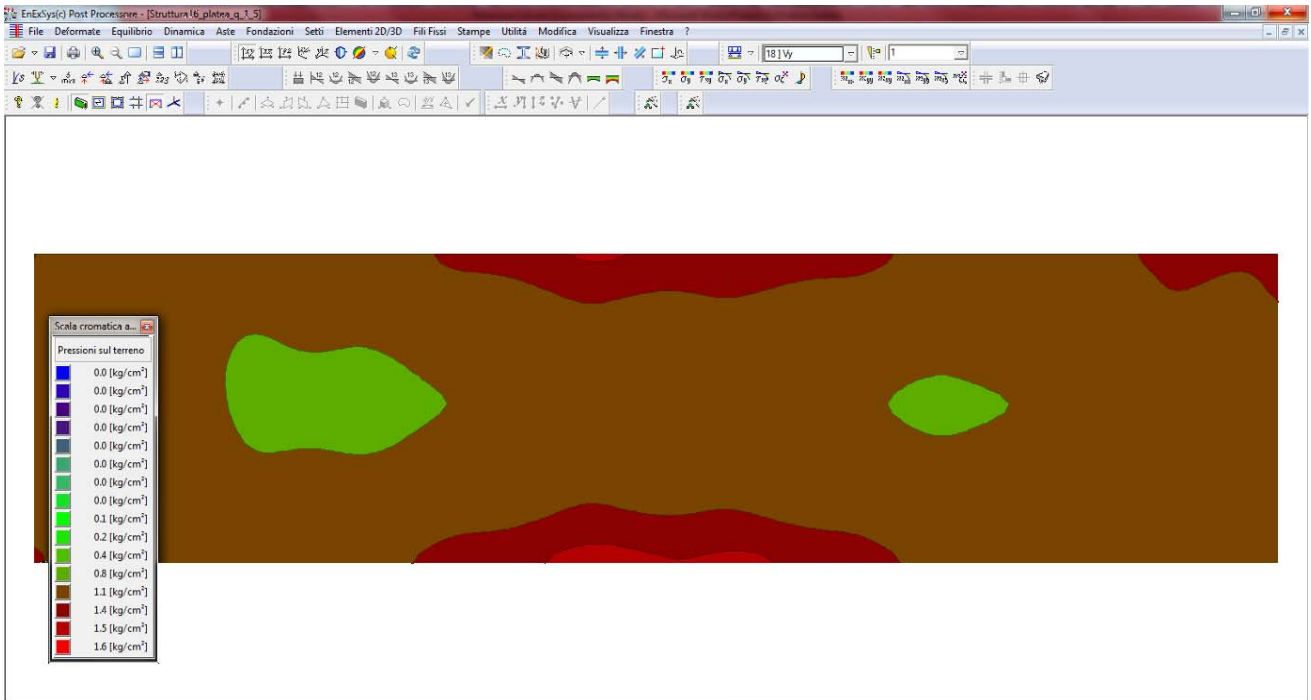 EnExSys(c) Post Processore - [Struttura\6_platea_q_1_5]
File Deformate Equilibrio Dinamica Aste Fondazioni Setti Elementi 2D/3D Fili Fissi Stampe Utilità Modifica Visualizza Finestra ?
18] Vy 1
Scala cromatica a...
Pressioni sul terreno
0.0 [kg/cm²]
0.0 [kg/cm²]
0.0 [kg/cm²]
0.0 [kg/cm²]
0.0 [kg/cm²]
0.0 [kg/cm²]
0.0 [kg/cm²]
0.0 [kg/cm²]
0.1 [kg/cm²]
0.2 [kg/cm²]
0.4 [kg/cm²]
0.8 [kg/cm²]
1.1 [kg/cm²]
1.4 [kg/cm²]
1.5 [kg/cm²]
1.6 [kg/cm²]